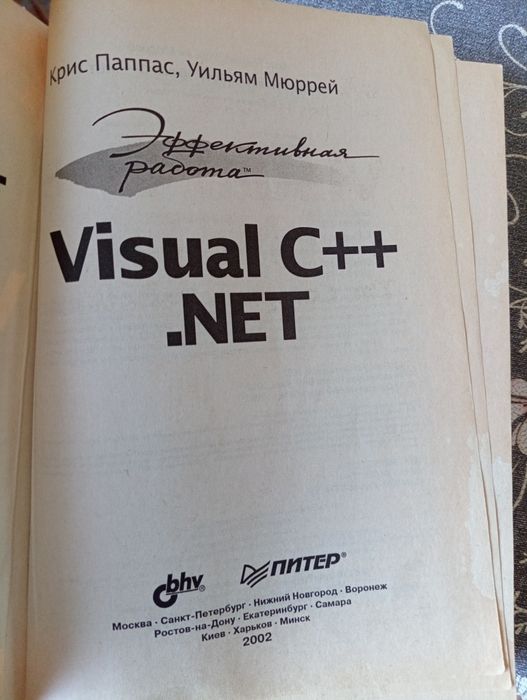 Крис Паппас, Уильям Мюррей
Эффективная
работа™
Visual C++
.NET
bhv®
ПИТЕР®
Москва · Санкт-Петербург · Нижний Новгород · Воронеж
Ростов-на-Дону · Екатеринбург · Самара
Киев · Харьков · Минск
2002